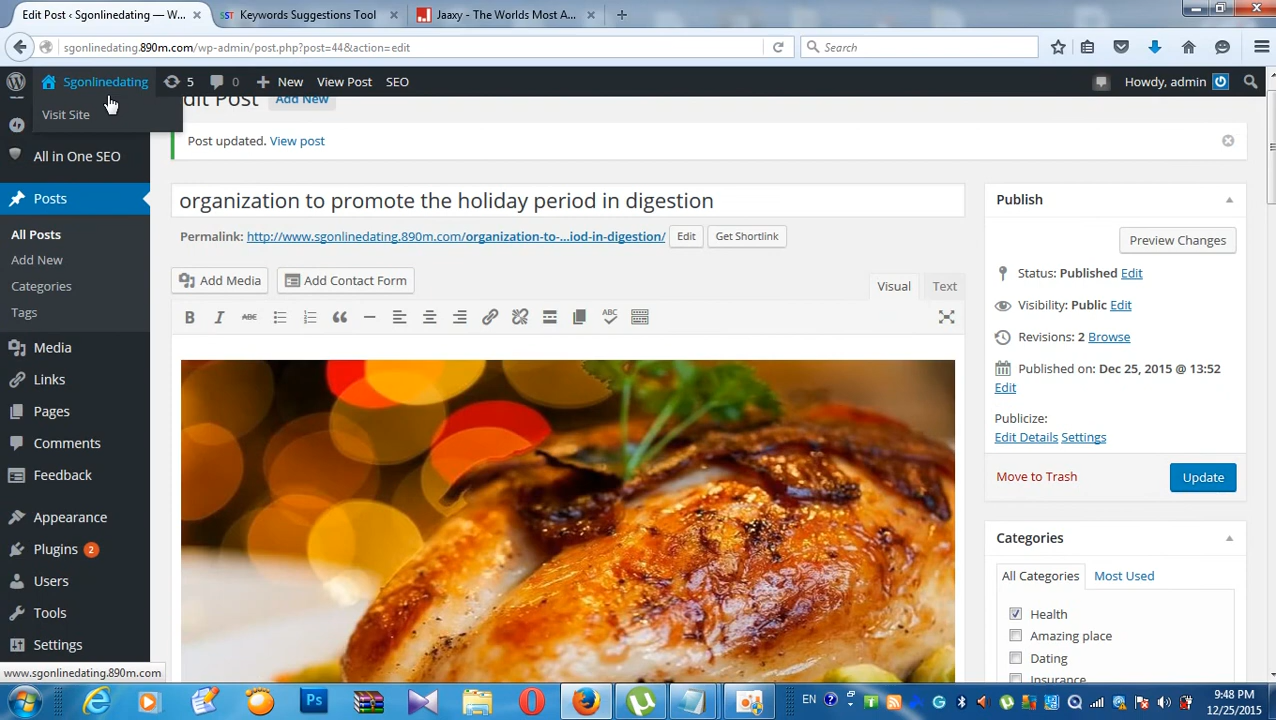 Edit Post ‹ Sgonlinedating — W...
Keywords Suggestions Tool
Jaaxy - The Worlds Most A...
sgonlinedating.890m.com/wp-admin/post.php?post=44&action=edit
Search
Sgonlinedating
5
0
New
View Post
SEO
Howdy, admin
Visit Site
dit Post
Add New
Post updated. View post
All in One SEO
Posts
All Posts
Add New
Categories
Tags
Media
Links
Pages
Comments
Feedback
Appearance
Plugins 2
Users
Tools
Settings
organization to promote the holiday period in digestion
Permalink: http://www.sgonlinedating.890m.com/organization-to-...iod-in-digestion/ Edit Get Shortlink
Add Media
Add Contact Form
Visual
Text
B I ABC
ABC
Publish
Preview Changes
Status: Published Edit
Visibility: Public Edit
Revisions: 2 Browse
Published on: Dec 25, 2015 @ 13:52
Edit
Publicize:
Edit Details Settings
Move to Trash
Update
Categories
All Categories
Most Used
Health
Amazing place
Dating
Insurance
www.sgonlinedating.890m.com
Ps
EN
9:48 PM
12/25/2015